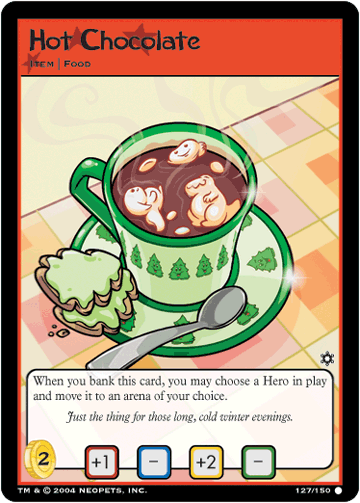 Hot Chocolate
Item | Food
When you bank this card, you may choose a Hero in play
and move it to an arena of your choice.
Just the thing for those long, cold winter evenings.
2
+1
–
+2
–
TM & © 2004 NEOPETS, INC.
127/150